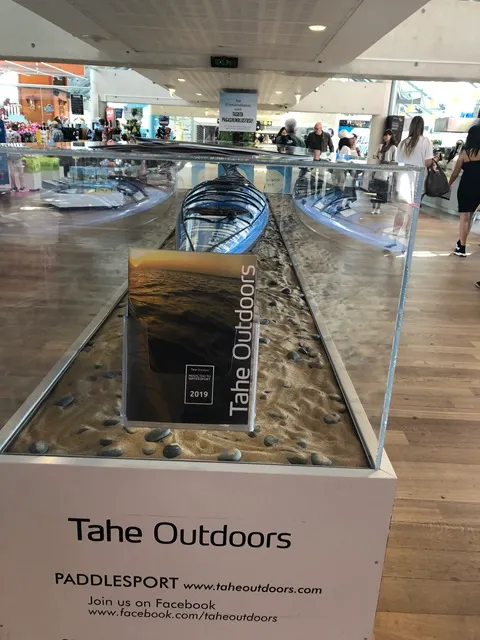 Tahe Outdoors
2019
Tahe Outdoors
PADDLESPORT www.taheoutdoors.com
Join us on Facebook
www.facebook.com/taheoutdoors